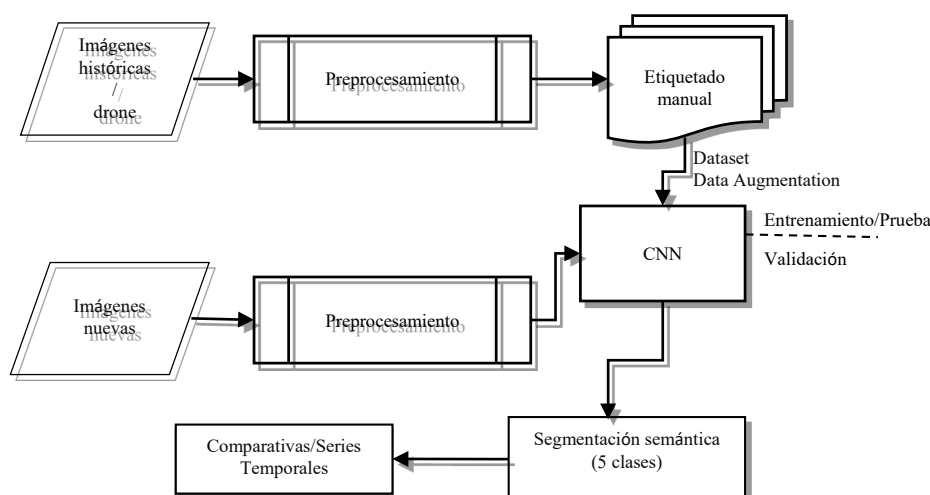 Imágenes
históricas
/
drone
Preprocesamiento
Etiquetado
manual
Dataset
Data Augmentation
Entrenamiento/Prueba
CNN
Validación
Imágenes
nuevas
Preprocesamiento
Segmentación semántica
(5 clases)
Comparativas/Series
Temporales